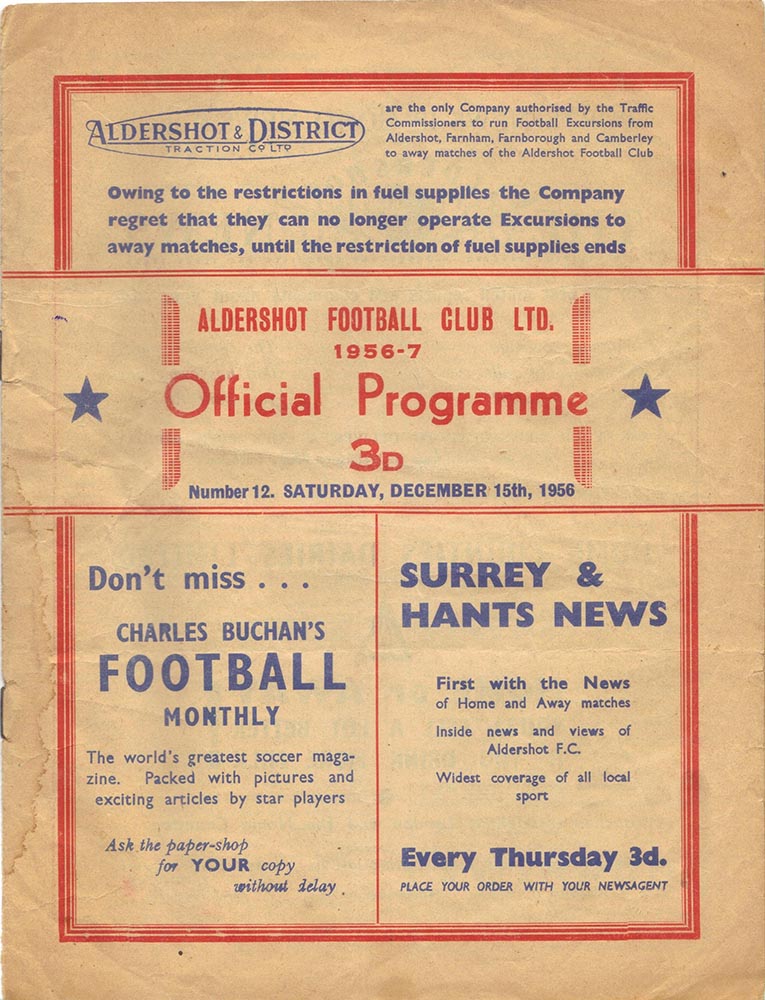 ALDERSHOT & DISTRICT
TRACTION CO LTD
are the only Company authorised by the Traffic
Commissioners to run Football Excursions from
Aldershot, Farnham, Farnborough and Camberley
to away matches of the Aldershot Football Club
Owing to the restrictions in fuel supplies the Company
regret that they can no longer operate Excursions to
away matches, until the restriction of fuel supplies ends
ALDERSHOT FOOTBALL CLUB LTD.
1956-7
Official Programme
3D
Number 12. SATURDAY, DECEMBER 15th, 1956
Don't miss . . .
CHARLES BUCHAN'S
FOOTBALL
MONTHLY
The world's greatest soccer maga-
zine. Packed with pictures and
exciting articles by star players
Ask the paper-shop
for YOUR copy
without delay .
SURREY &
HANTS NEWS
First with the News
of Home and Away matches
Inside news and views of
Aldershot F.C.
Widest coverage of all local
sport
Every Thursday 3d.
PLACE YOUR ORDER WITH YOUR NEWSAGENT